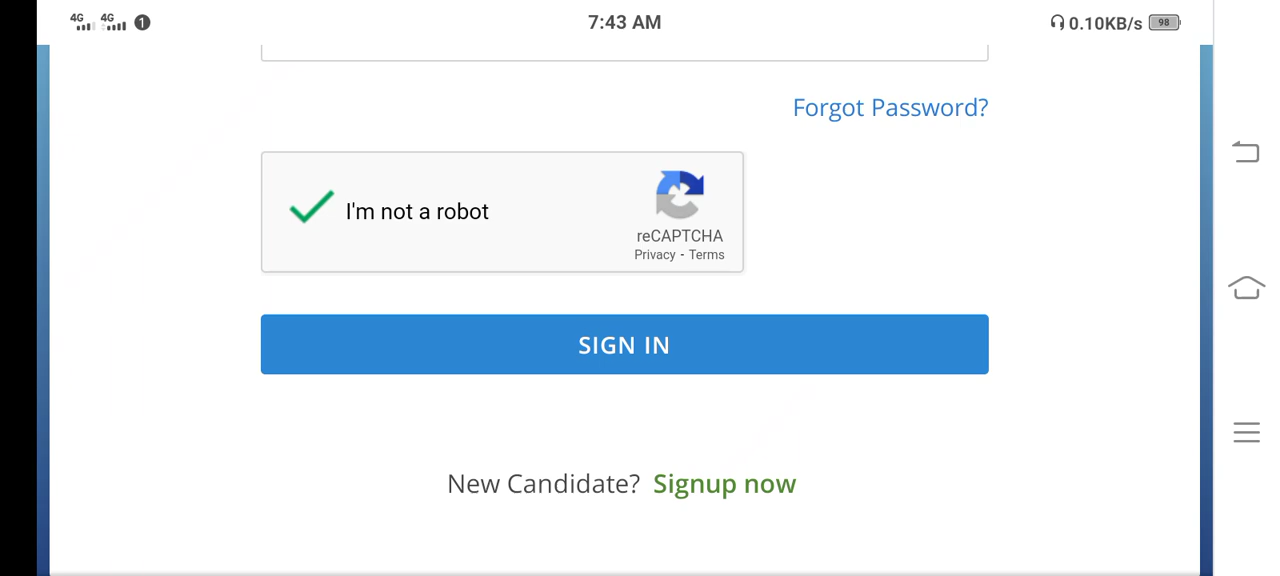 4G 4G 1 7:43 AM 0.10KB/s 98
Forgot Password?
I'm not a robot
reCAPTCHA
Privacy - Terms
SIGN IN
New Candidate? Signup now